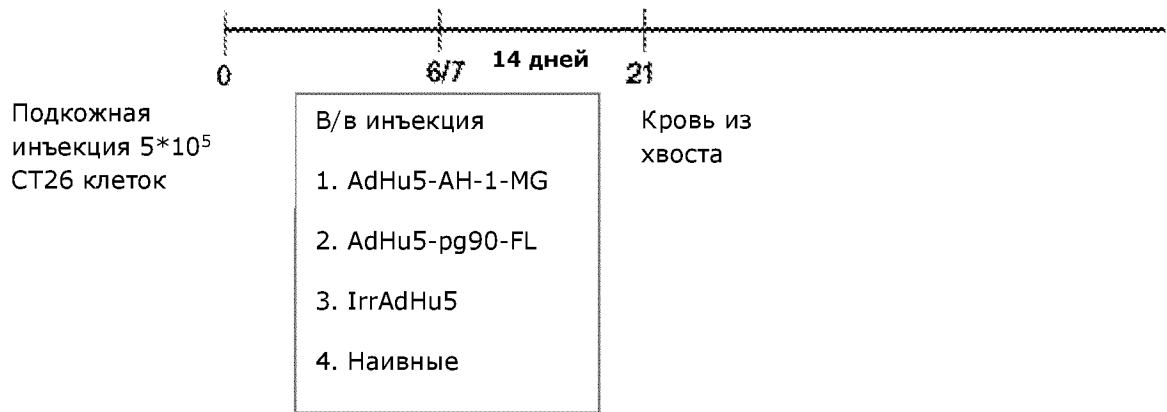 14 дней
0
6/7
21
Подкожная
инъекция 5*10⁵
СТ26 клеток
В/в инъекция
1. AdHu5-AH-1-MG
2. AdHu5-pg90-FL
3. IrrAdHu5
4. Наивные
Кровь из
хвоста